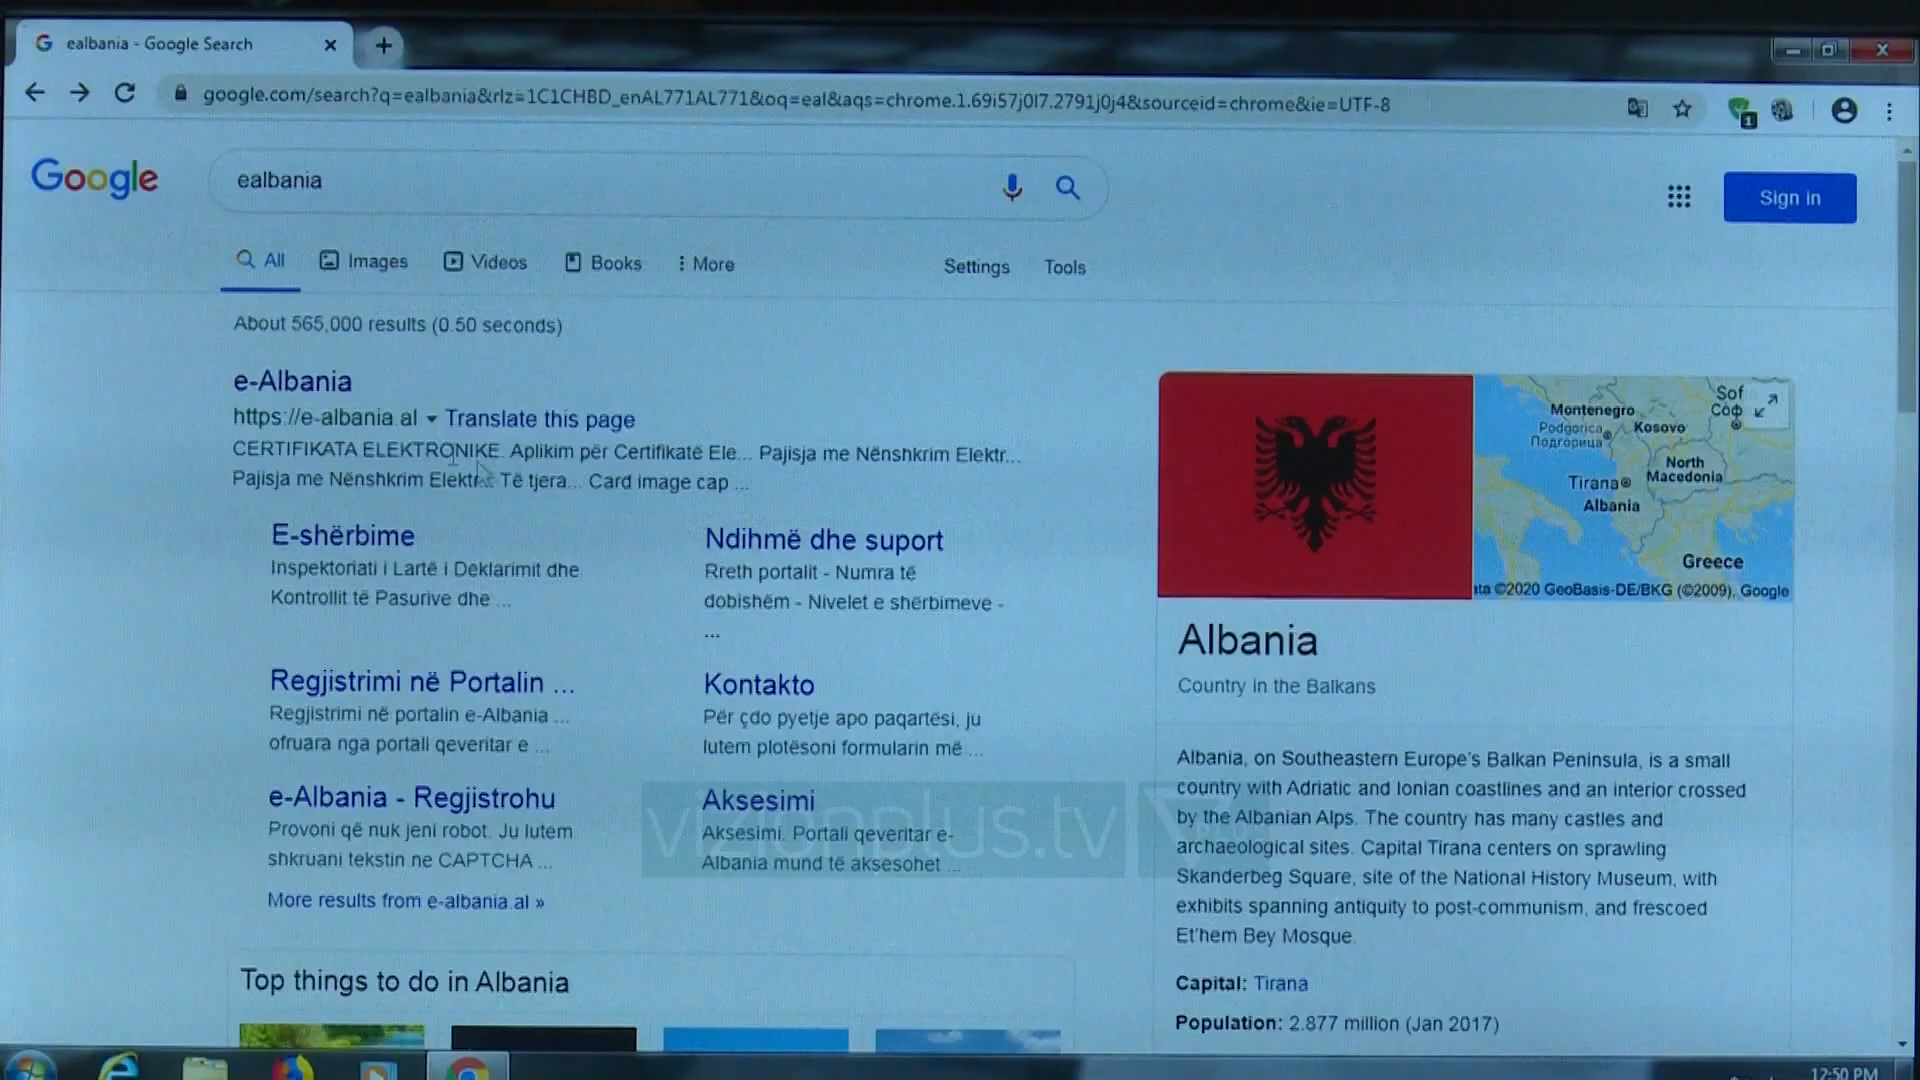 ealbania - Google Search
google.com/search?q=ealbania&rlz=1C1CHBD_enAL771AL771&oq=eal&aqs=chrome.1.69i57j0l7.2791j0j4&sourceid=chrome&ie=UTF-8
1
Google
ealbania
Sign in
All
Images
Videos
Books
More
Settings
Tools
About 565,000 results (0.50 seconds)
e-Albania
https://e-albania.al
Translate this page
CERTIFIKATA ELEKTRONIKE. Aplikim për Certifikatë Ele... Pajisja me Nënshkrim Elektr...
Pajisja me Nënshkrim Elektr... Të tjera... Card image cap ...
E-shërbime
Inspektoriati i Lartë i Deklarimit dhe
Kontrollit të Pasurive dhe ...
Ndihmë dhe suport
Rreth portalit - Numra të
dobishëm - Nivelet e shërbimeve -
...
Regjistrimi në Portalin ...
Regjistrimi në portalin e-Albania ...
ofruara nga portali qeveritar e ...
Kontakto
Për çdo pyetje apo paqartësi, ju
lutem plotësoni formularin më ...
e-Albania - Regjistrohu
Provoni që nuk jeni robot. Ju lutem
shkruani tekstin ne CAPTCHA ...
Aksesimi
Aksesimi. Portali qeveritar e-
Albania mund të aksesohet ...
More results from e-albania.al »
vizionplus.tv
plus
Top things to do in Albania
Montenegro
Podgorica
Подгорица
Kosovo
Sof
Соф
North
Macedonia
Tirana
Albania
Greece
ata ©2020 GeoBasis-DE/BKG (©2009), Google
Albania
Country in the Balkans
Albania, on Southeastern Europe's Balkan Peninsula, is a small
country with Adriatic and Ionian coastlines and an interior crossed
by the Albanian Alps. The country has many castles and
archaeological sites. Capital Tirana centers on sprawling
Skanderbeg Square, site of the National History Museum, with
exhibits spanning antiquity to post-communism, and frescoed
Et'hem Bey Mosque.
Capital: Tirana
Population: 2.877 million (Jan 2017)
12:50 PM